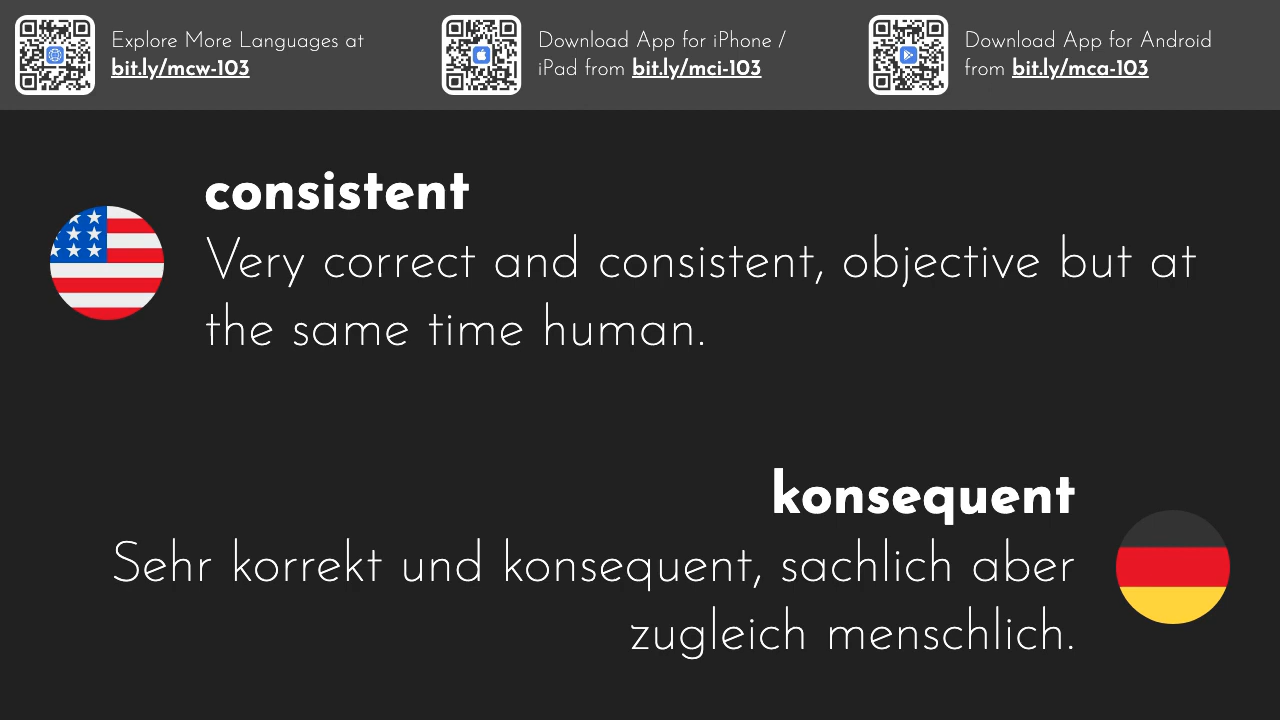 Explore More Languages at
bit.ly/mcw-103
Download App for iPhone /
iPad from bit.ly/mci-103
Download App for Android
from bit.ly/mca-103
consistent
Very correct and consistent, objective but at
the same time human.
konsequent
Sehr korrekt und konsequent, sachlich aber
zugleich menschlich.